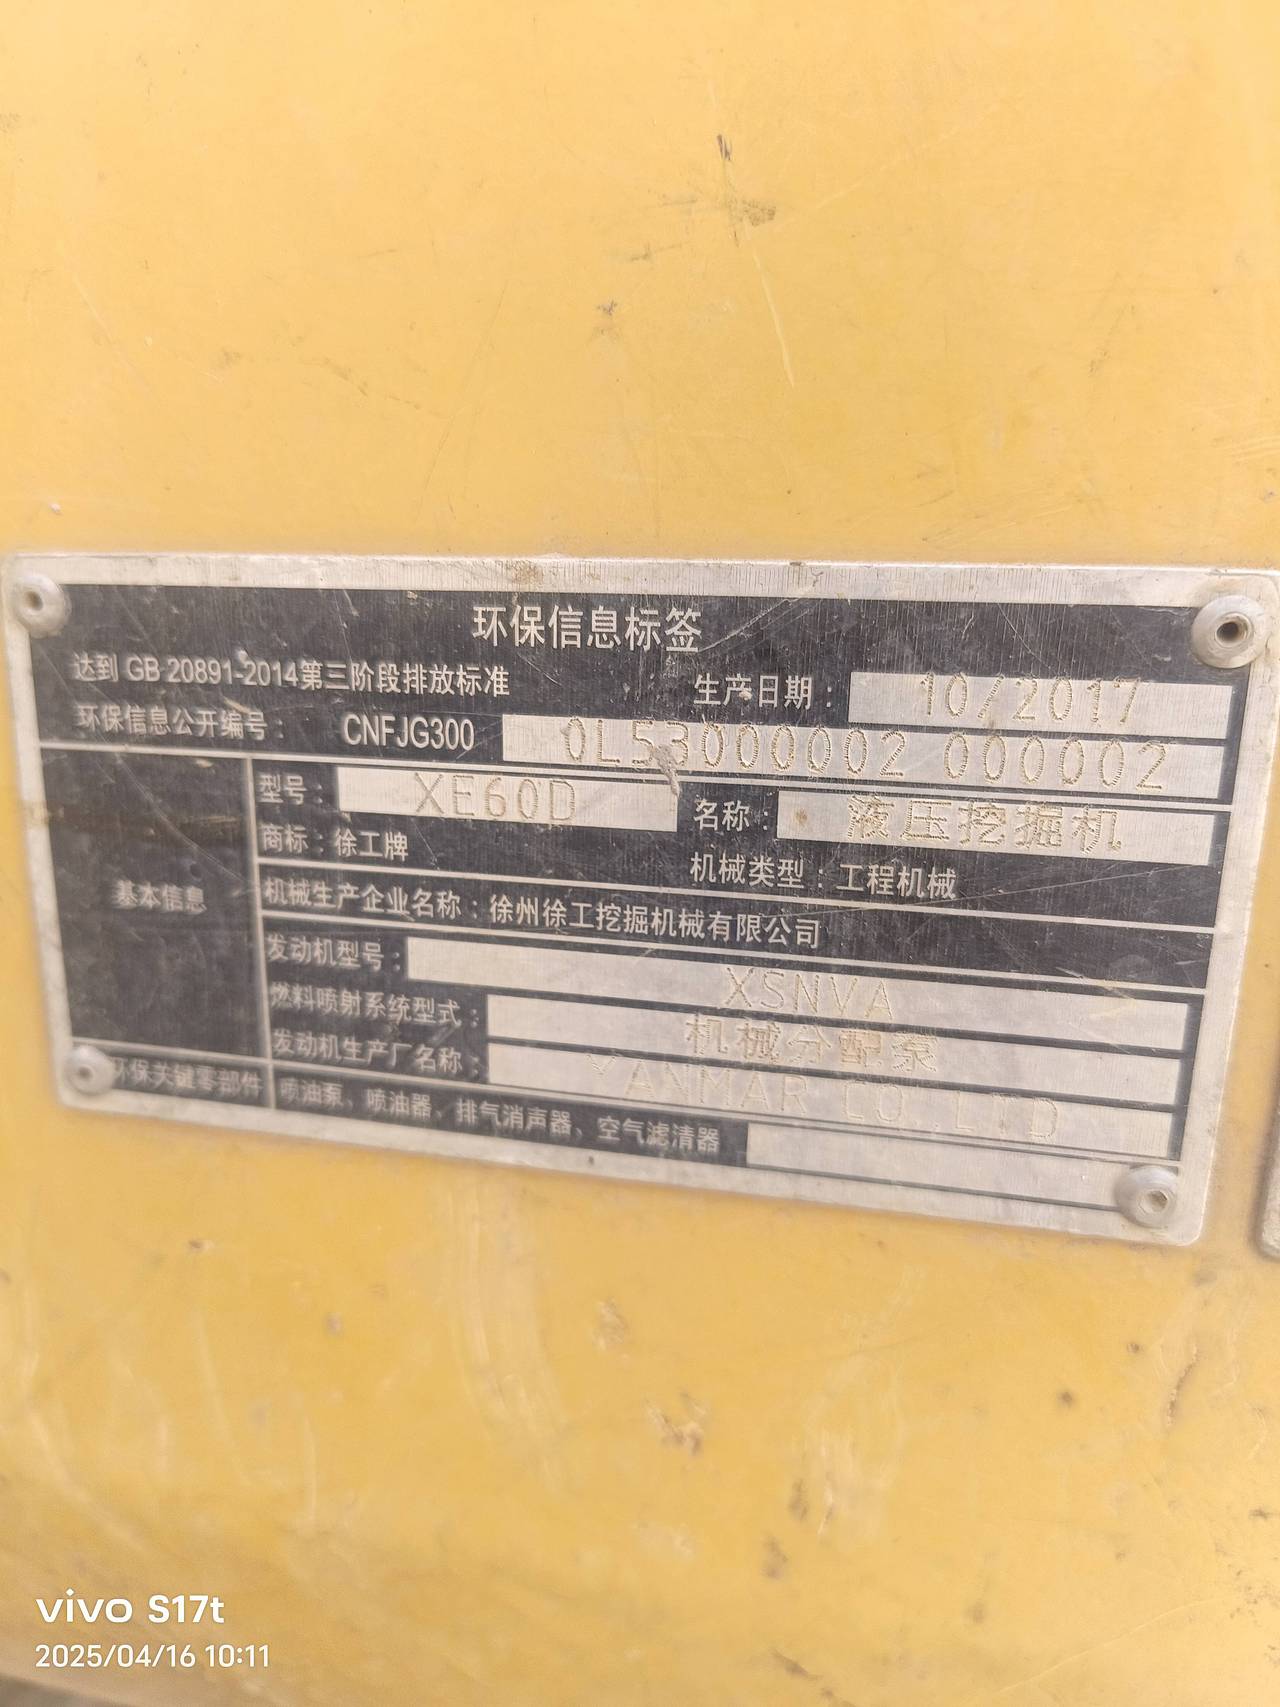 环保信息标签
达到 GB 20891-2014第三阶段排放标准
生产日期：10/2017
环保信息公开编号： CNFJG300 0L53000002 000002
基本信息
型号：XE60D 名称：液压挖掘机
商标：徐工牌 机械类型：工程机械
机械生产企业名称：徐州徐工挖掘机械有限公司
发动机型号：XSNVA
燃料喷射系统型式：机械分配泵
发动机生产厂名称：YANMAR CO.,LTD
环保关键零部件 喷油泵、喷油器、排气消声器、空气滤清器
vivo S17t
2025/04/16 10:11